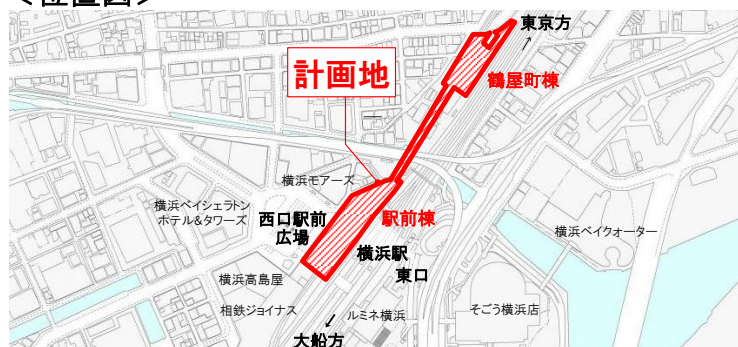 ＜位置図＞
東京方
計画地
鶴屋町棟
横浜モアーズ
横浜ベイシェラトン
ホテル&タワーズ
西口駅前
広場
駅前棟
横浜駅
東口
横浜ベイクオーター
横浜高島屋
相鉄ジョイナス
ルミネ横浜
そごう横浜店
大船方